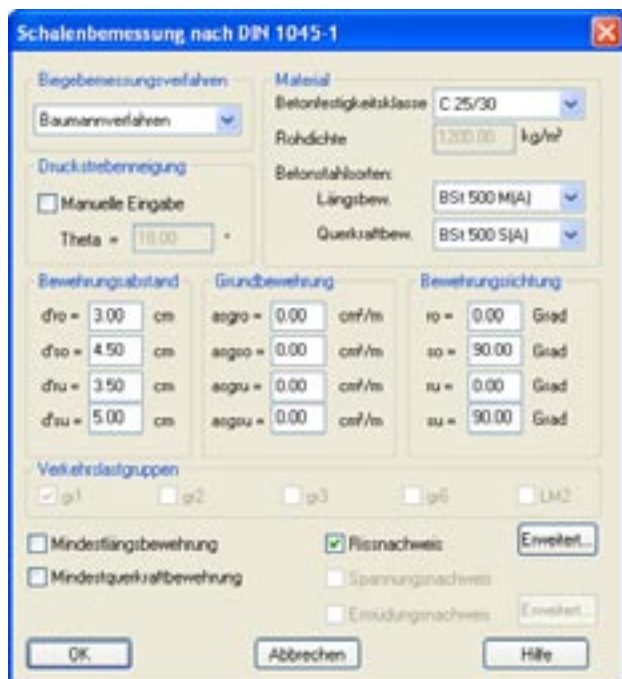 Schalenbemessung nach DIN 1045-1
Biegebemessungsverfahren
Baumannverfahren
Druckstrebenneigung
Manuelle Eingabe
Theta = 18.00 °
Material
Betonfestigkeitsklasse C 25/30
Rohdichte 1200.00 kg/m³
Betonstahlsorten:
Längsbew. BSt 500 M(A)
Querkraftbew. BSt 500 S(A)
Bewehrungsabstand
d'ro = 3.00 cm
d'so = 4.50 cm
d'ru = 3.50 cm
d'su = 5.00 cm
Grundbewehrung
asgro = 0.00 cm²/m
asgso = 0.00 cm²/m
asgru = 0.00 cm²/m
asgsu = 0.00 cm²/m
Bewehrungsrichtung
ro = 0.00 Grad
so = 90.00 Grad
ru = 0.00 Grad
su = 90.00 Grad
Verkehrslastgruppen
gr1 gr2 gr3 gr6 LM2
Mindestlängsbewehrung
Mindestquerkraftbewehrung
Rissnachweis Erweitert...
Spannungsnachweis
Ermüdungsnachweis Erweitert...
OK Abbrechen Hilfe